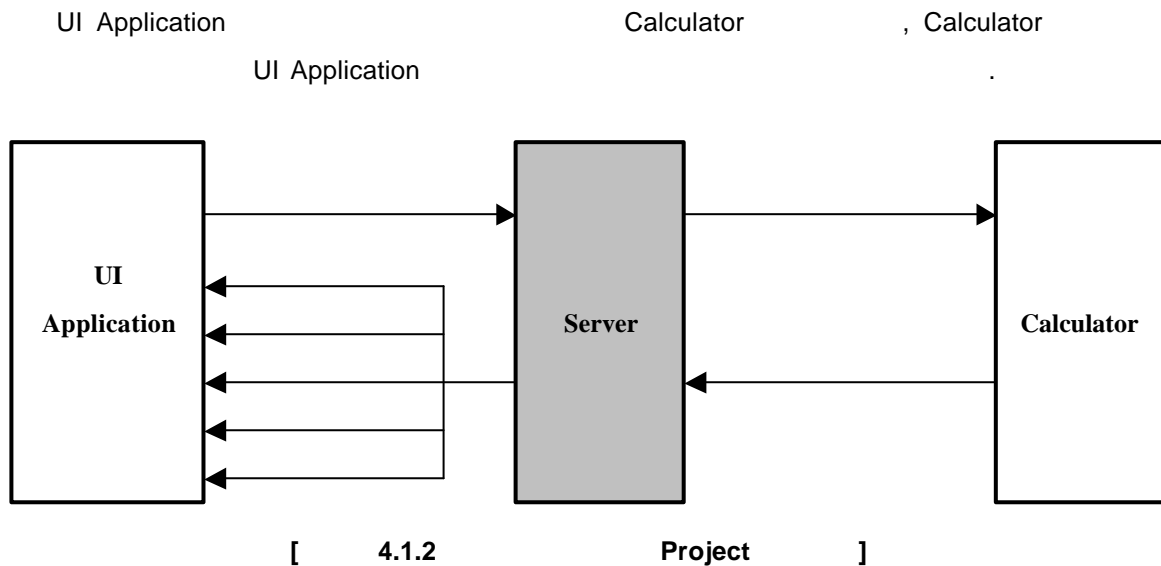 UI Application Calculator , Calculator
UI Application .
UI
Application
Server
Calculator
[ 4.1.2 Project ]